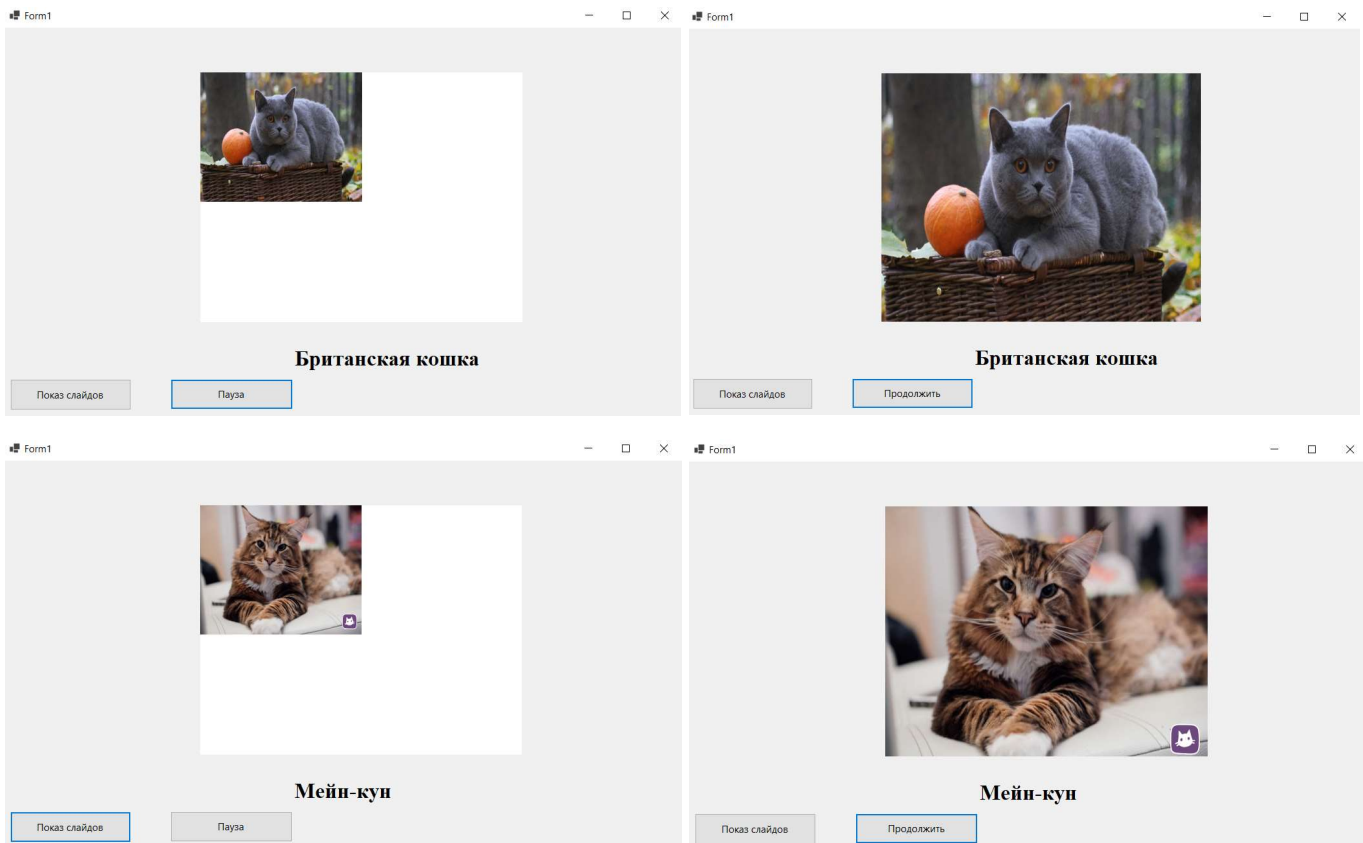 Form1
Британская кошка
Показ слайдов Пауза
Form1
Британская кошка
Показ слайдов Продолжить
Form1
Мейн-кун
Показ слайдов Пауза
Form1
Мейн-кун
Показ слайдов Продолжить